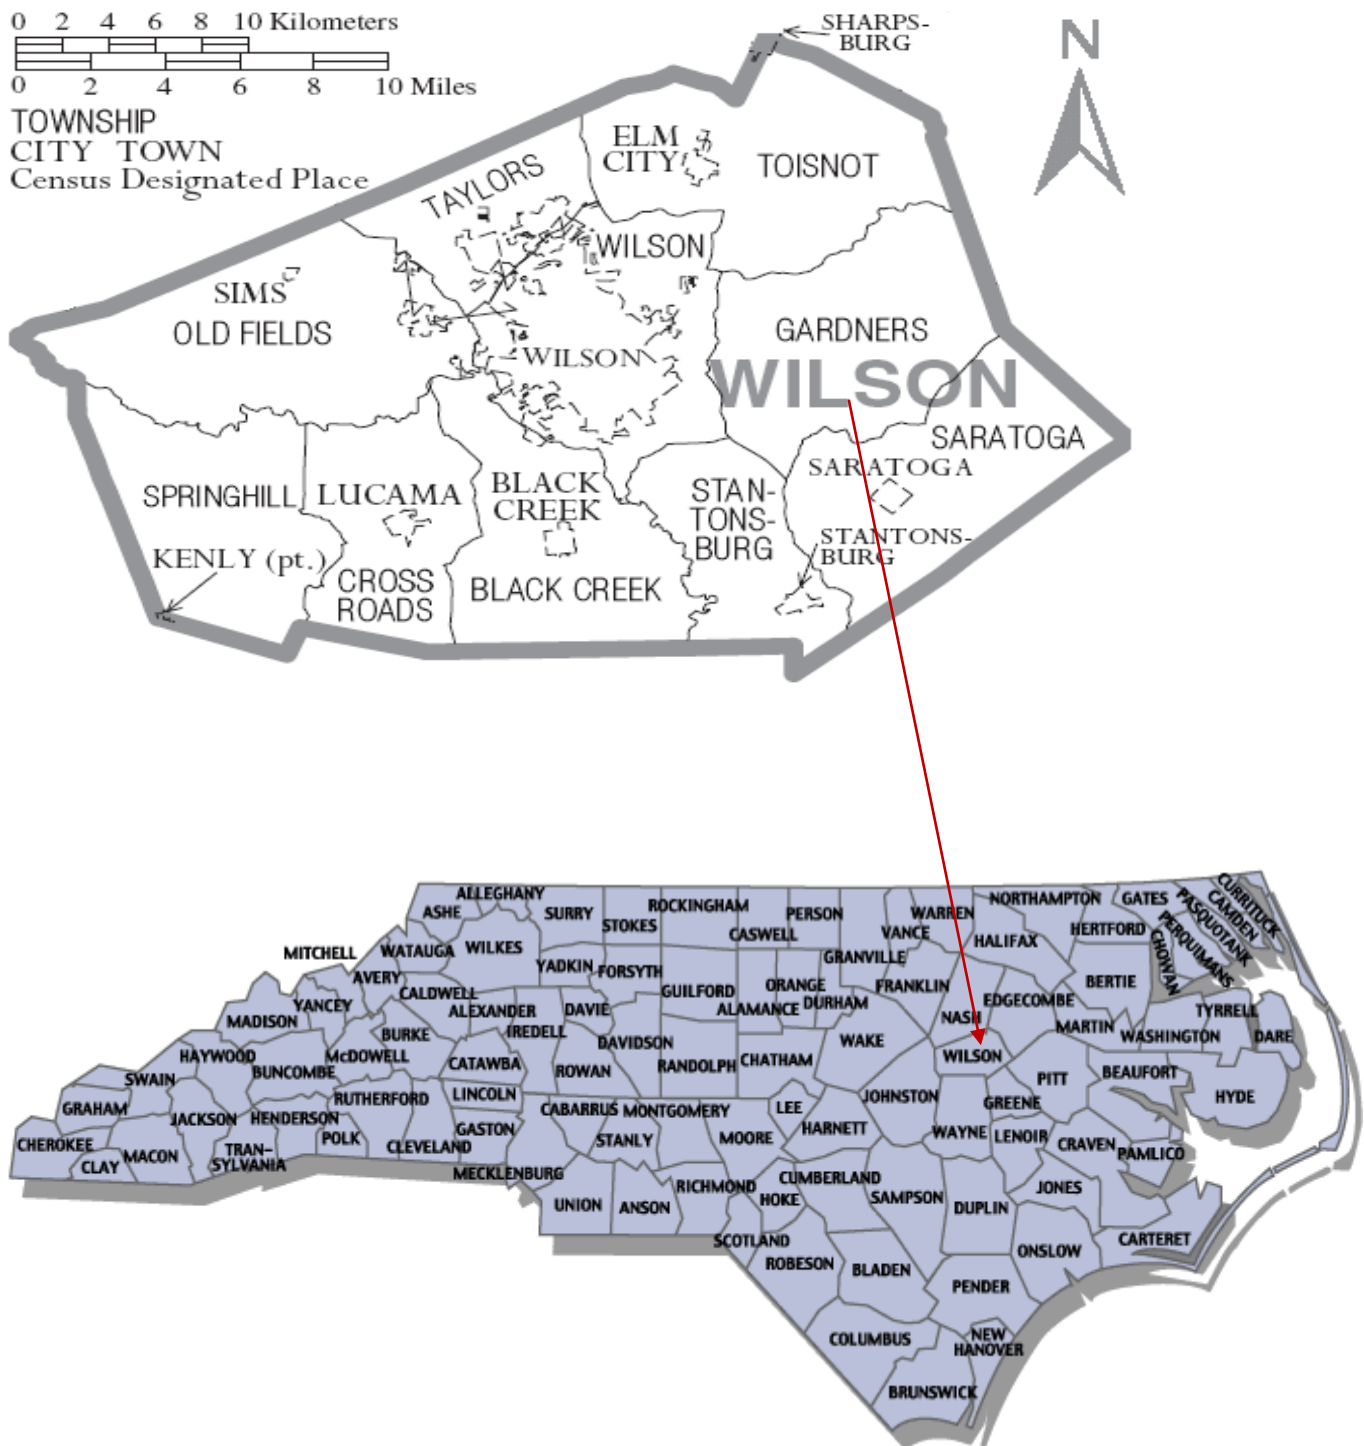 0 2 4 6 8 10 Kilometers
0 2 4 6 8 10 Miles
TOWNSHIP
CITY TOWN
Census Designated Place
SHARPS-
BURG
N
ELM
CITY
TOISNOT
TAYLORS
WILSON
SIMS
OLD FIELDS
GARDNERS
WILSON
WILSON
SARATOGA
SARATOGA
SPRINGHILL
LUCAMA
BLACK
CREEK
STAN-
TONS-
BURG
STANTONS-
BURG
KENLY (pt.)
CROSS
ROADS
BLACK CREEK
ALLEGHANY
ASHE
SURRY
STOKES
ROCKINGHAM
CASWELL
PERSON
VANCE
WARREN
NORTHAMPTON
GATES
CURRITUCK
CAMDEN
PASQUOTANK
PERQUIMANS
CHOWAN
HERTFORD
HALIFAX
MITCHELL
WATAUGA
WILKES
YADKIN
FORSYTH
GUILFORD
ALAMANCE
ORANGE
DURHAM
GRANVILLE
FRANKLIN
BERTIE
AVERY
YANCEY
CALDWELL
ALEXANDER
IREDELL
DAVIE
DAVIDSON
NASH
EDGECOMBE
MARTIN
WASHINGTON
TYRRELL
DARE
MADISON
BURKE
HAYWOOD
BUNCOMBE
McDOWELL
CATAWBA
ROWAN
RANDOLPH
CHATHAM
WAKE
WILSON
PITT
BEAUFORT
HYDE
SWAIN
GRAHAM
JACKSON
HENDERSON
RUTHERFORD
LINCOLN
CABARRUS
MONTGOMERY
LEE
JOHNSTON
GREENE
CHEROKEE
CLAY
MACON
TRAN-
SYLVANIA
POLK
CLEVELAND
GASTON
MECKLENBURG
STANLY
MOORE
HARNETT
WAYNE
LENOIR
CRAVEN
PAMLICO
UNION
ANSON
RICHMOND
HOKE
CUMBERLAND
SAMPSON
DUPLIN
JONES
SCOTLAND
ROBESON
BLADEN
ONSLOW
CARTERET
PENDER
COLUMBUS
NEW
HANOVER
BRUNSWICK